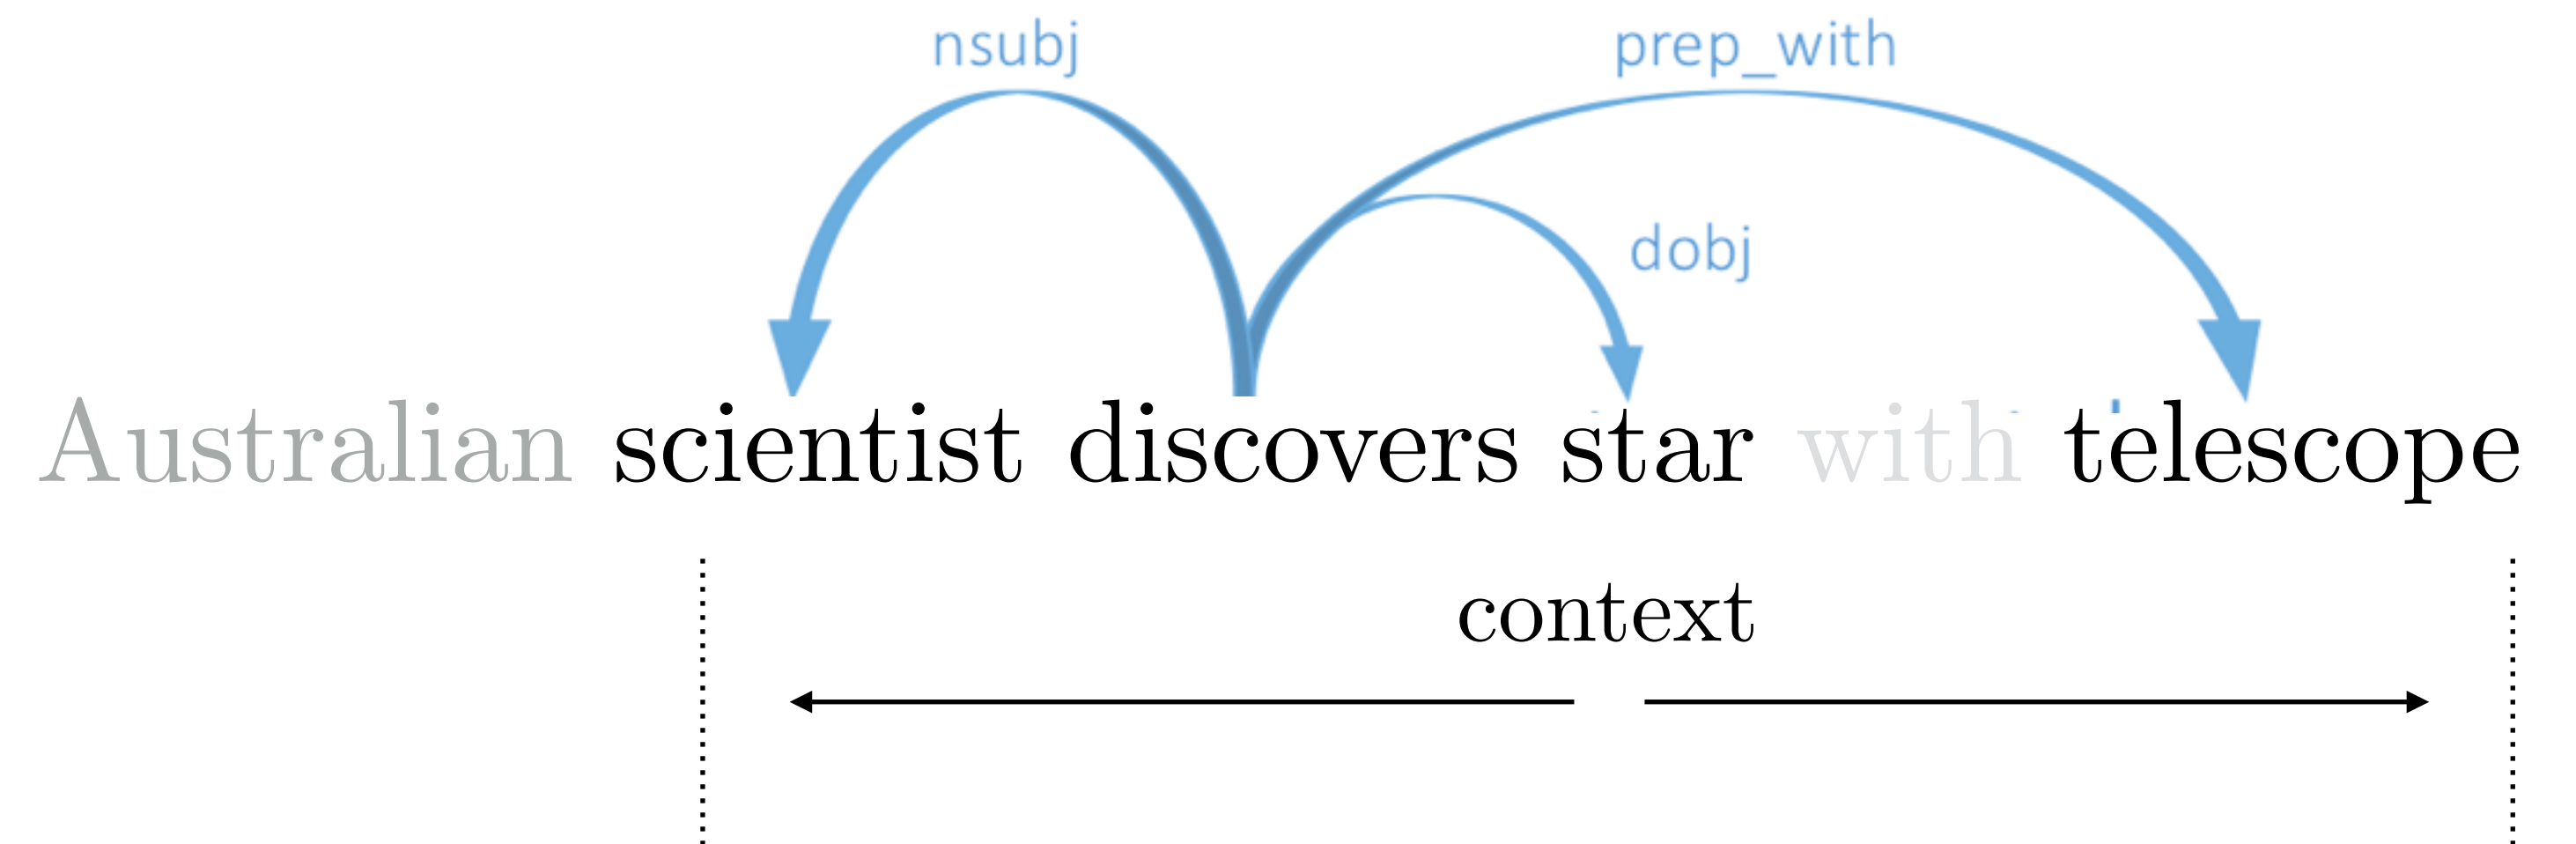 nsubj prep_with
dobj
Australian scientist discovers star with telescope
context